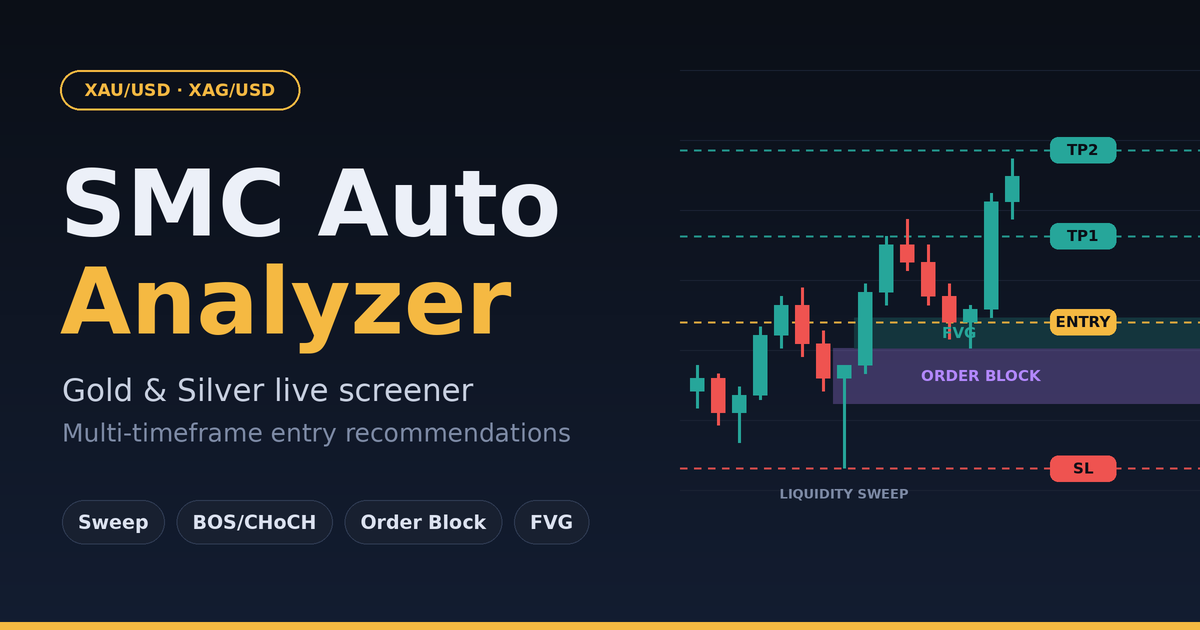 XAU/USD · XAG/USD
SMC Auto
Analyzer
Gold & Silver live screener
Multi-timeframe entry recommendations
Sweep
BOS/CHoCH
Order Block
FVG
TP2
TP1
ENTRY
FVG
ORDER BLOCK
SL
LIQUIDITY SWEEP